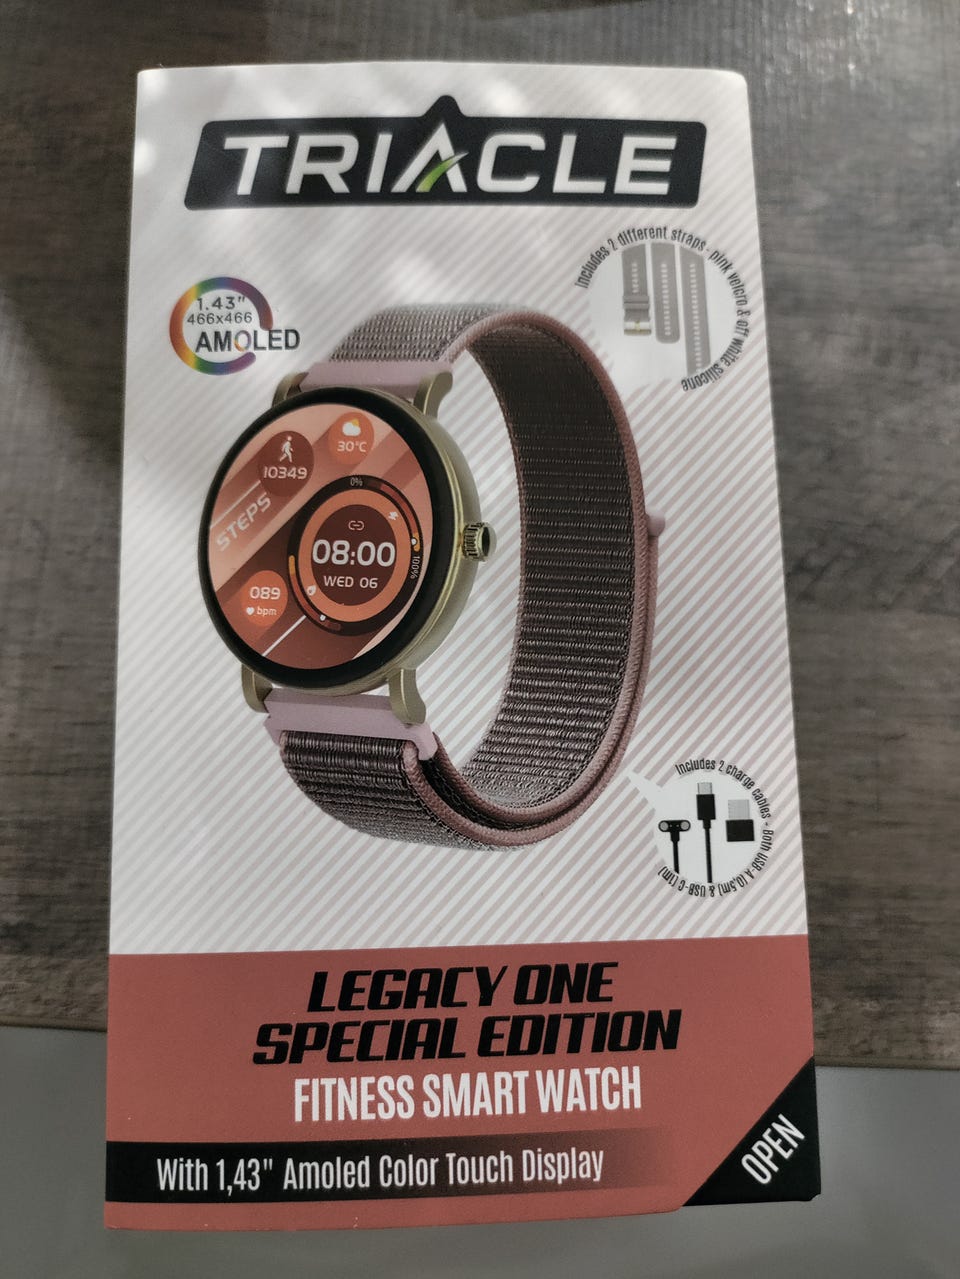 TRIACLE
Includes 2 different straps - pink velcro & off white silicone
1.43"
466x466
AMOLED
30°C
10349
STEPS
0%
08:00
100%
WED 06
089
bpm
Includes 2 charge cables - Both USB-A (0,5m) & USB-C (1m)
LEGACY ONE
SPECIAL EDITION
FITNESS SMART WATCH
With 1,43" Amoled Color Touch Display
OPEN